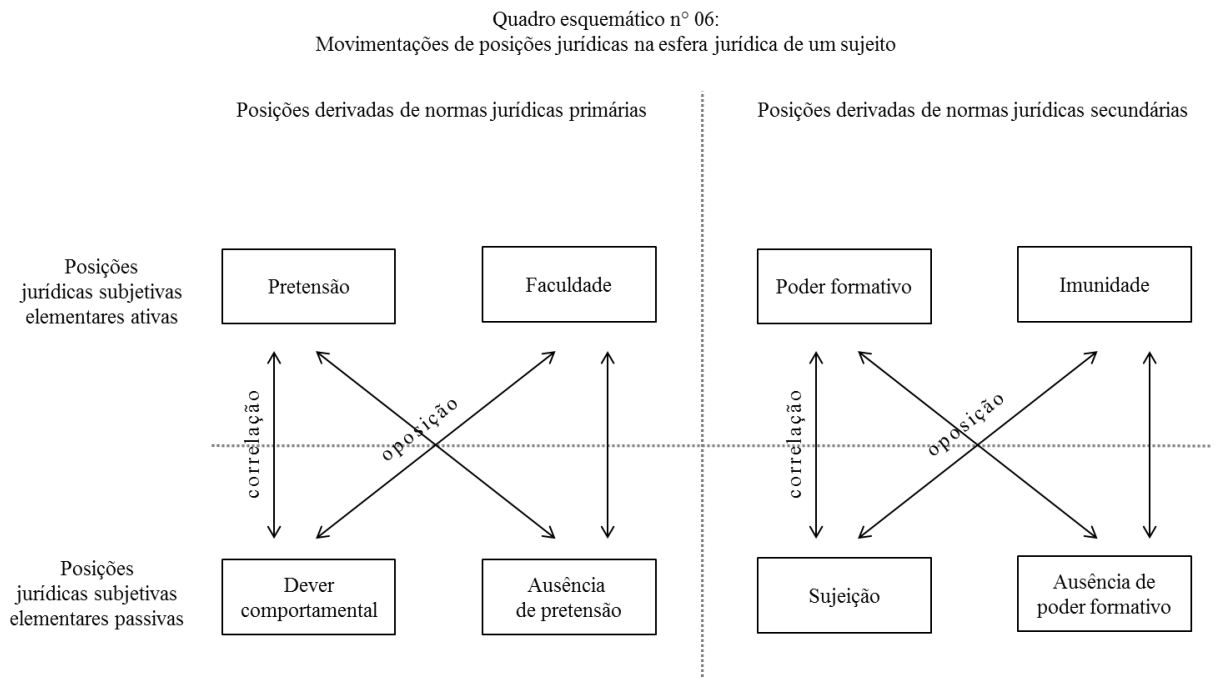 Quadro esquemático n° 06:
Movimentações de posições jurídicas na esfera jurídica de um sujeito
Posições derivadas de normas jurídicas primárias
Posições derivadas de normas jurídicas secundárias
Posições
jurídicas subjetivas
elementares ativas
Pretensão
Faculdade
Poder formativo
Imunidade
correlação
oposição
correlação
oposição
Posições
jurídicas subjetivas
elementares passivas
Dever
comportamental
Ausência
de pretensão
Sujeição
Ausência de
poder formativo